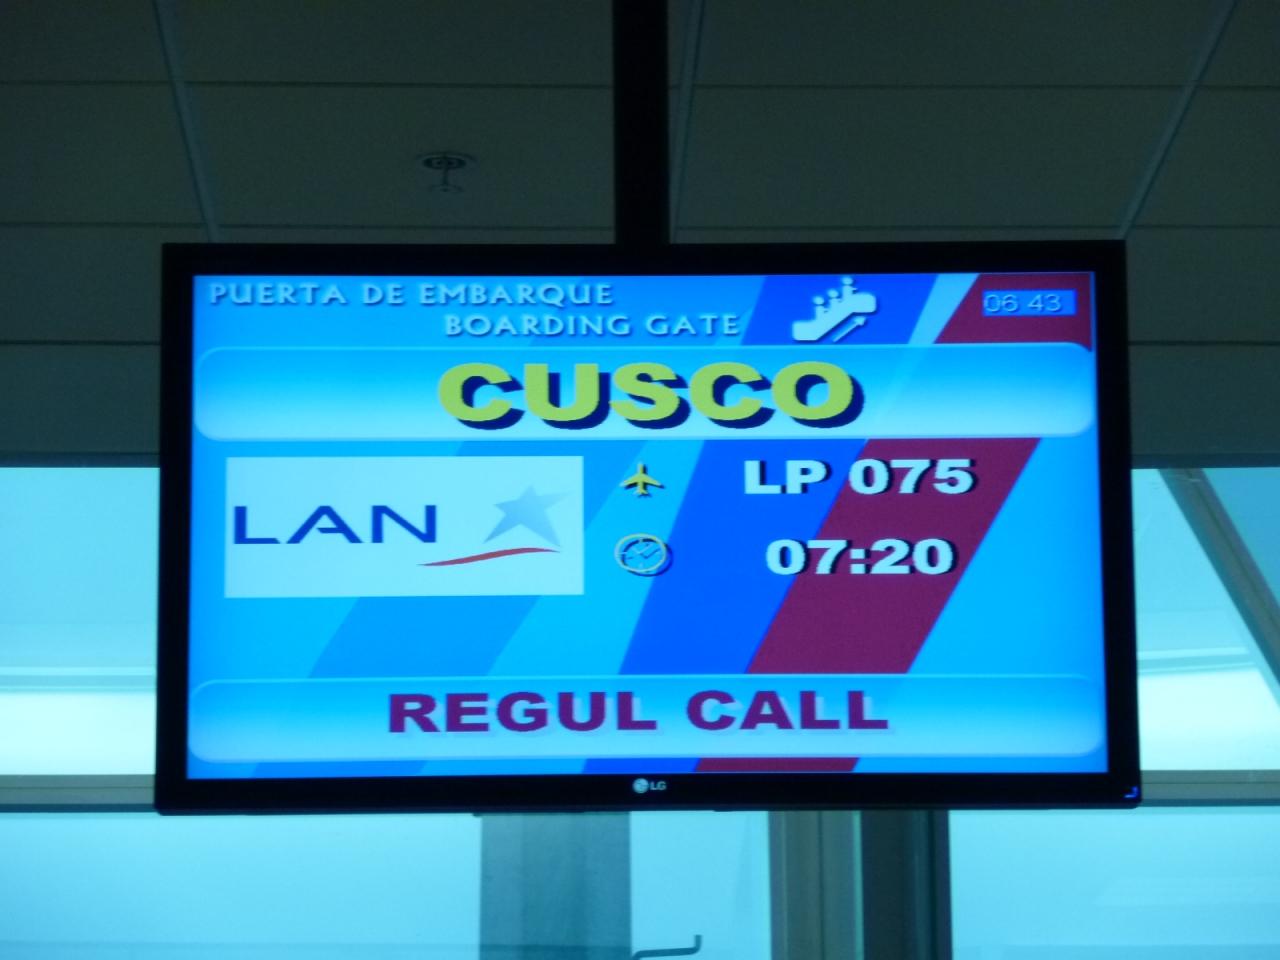 PUERTA DE EMBARQUE
BOARDING GATE
06 43
CUSCO
LAN
LP 075
07:20
REGUL CALL
LG